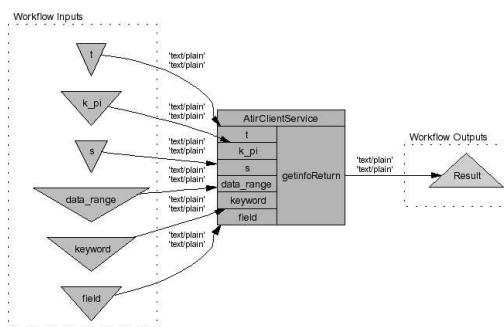 Workflow Inputs
t
'text/plain'
'text/plain'
k_pi
'text/plain'
'text/plain'
s
'text/plain'
'text/plain'
data_range
'text/plain'
'text/plain'
keyword
'text/plain'
'text/plain'
field
'text/plain'
'text/plain'
AtirClientService
t
k_pi
s
data_range
keyword
field
getinfoReturn
'text/plain'
'text/plain'
Workflow Outputs
Result